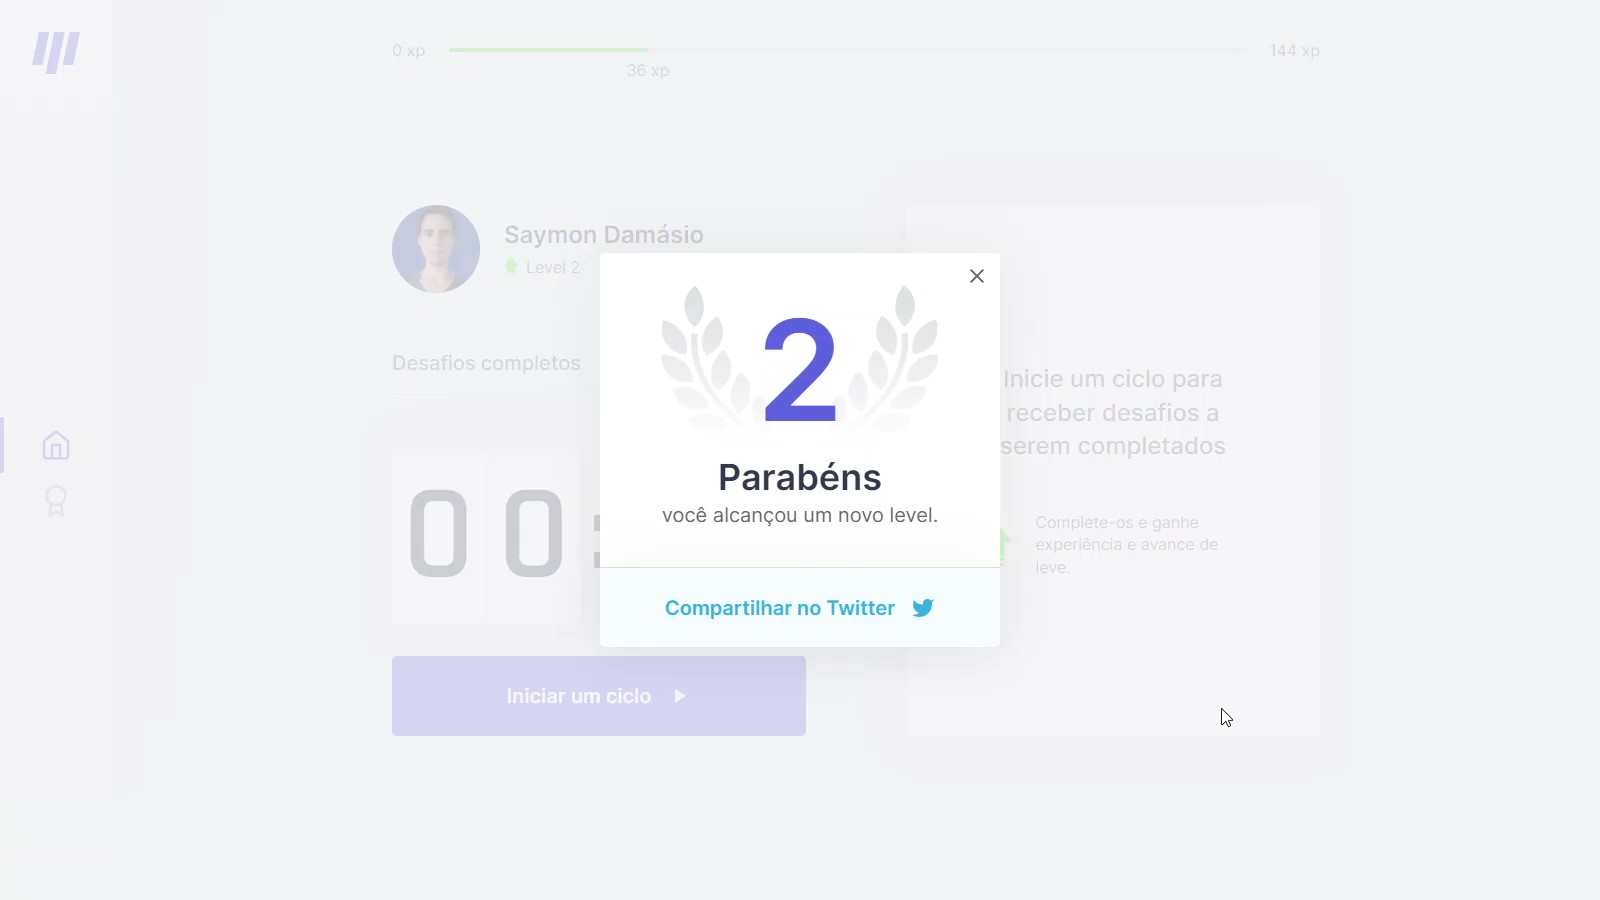 0 xp
36 xp
144 xp
Saymon Damásio
Level 2
Desafios completos
00:
Iniciar um ciclo
2
Parabéns
você alcançou um novo level.
Compartilhar no Twitter
Inicie um ciclo para
receber desafios a
serem completados
Complete-os e ganhe
experiência e avance de
leve.